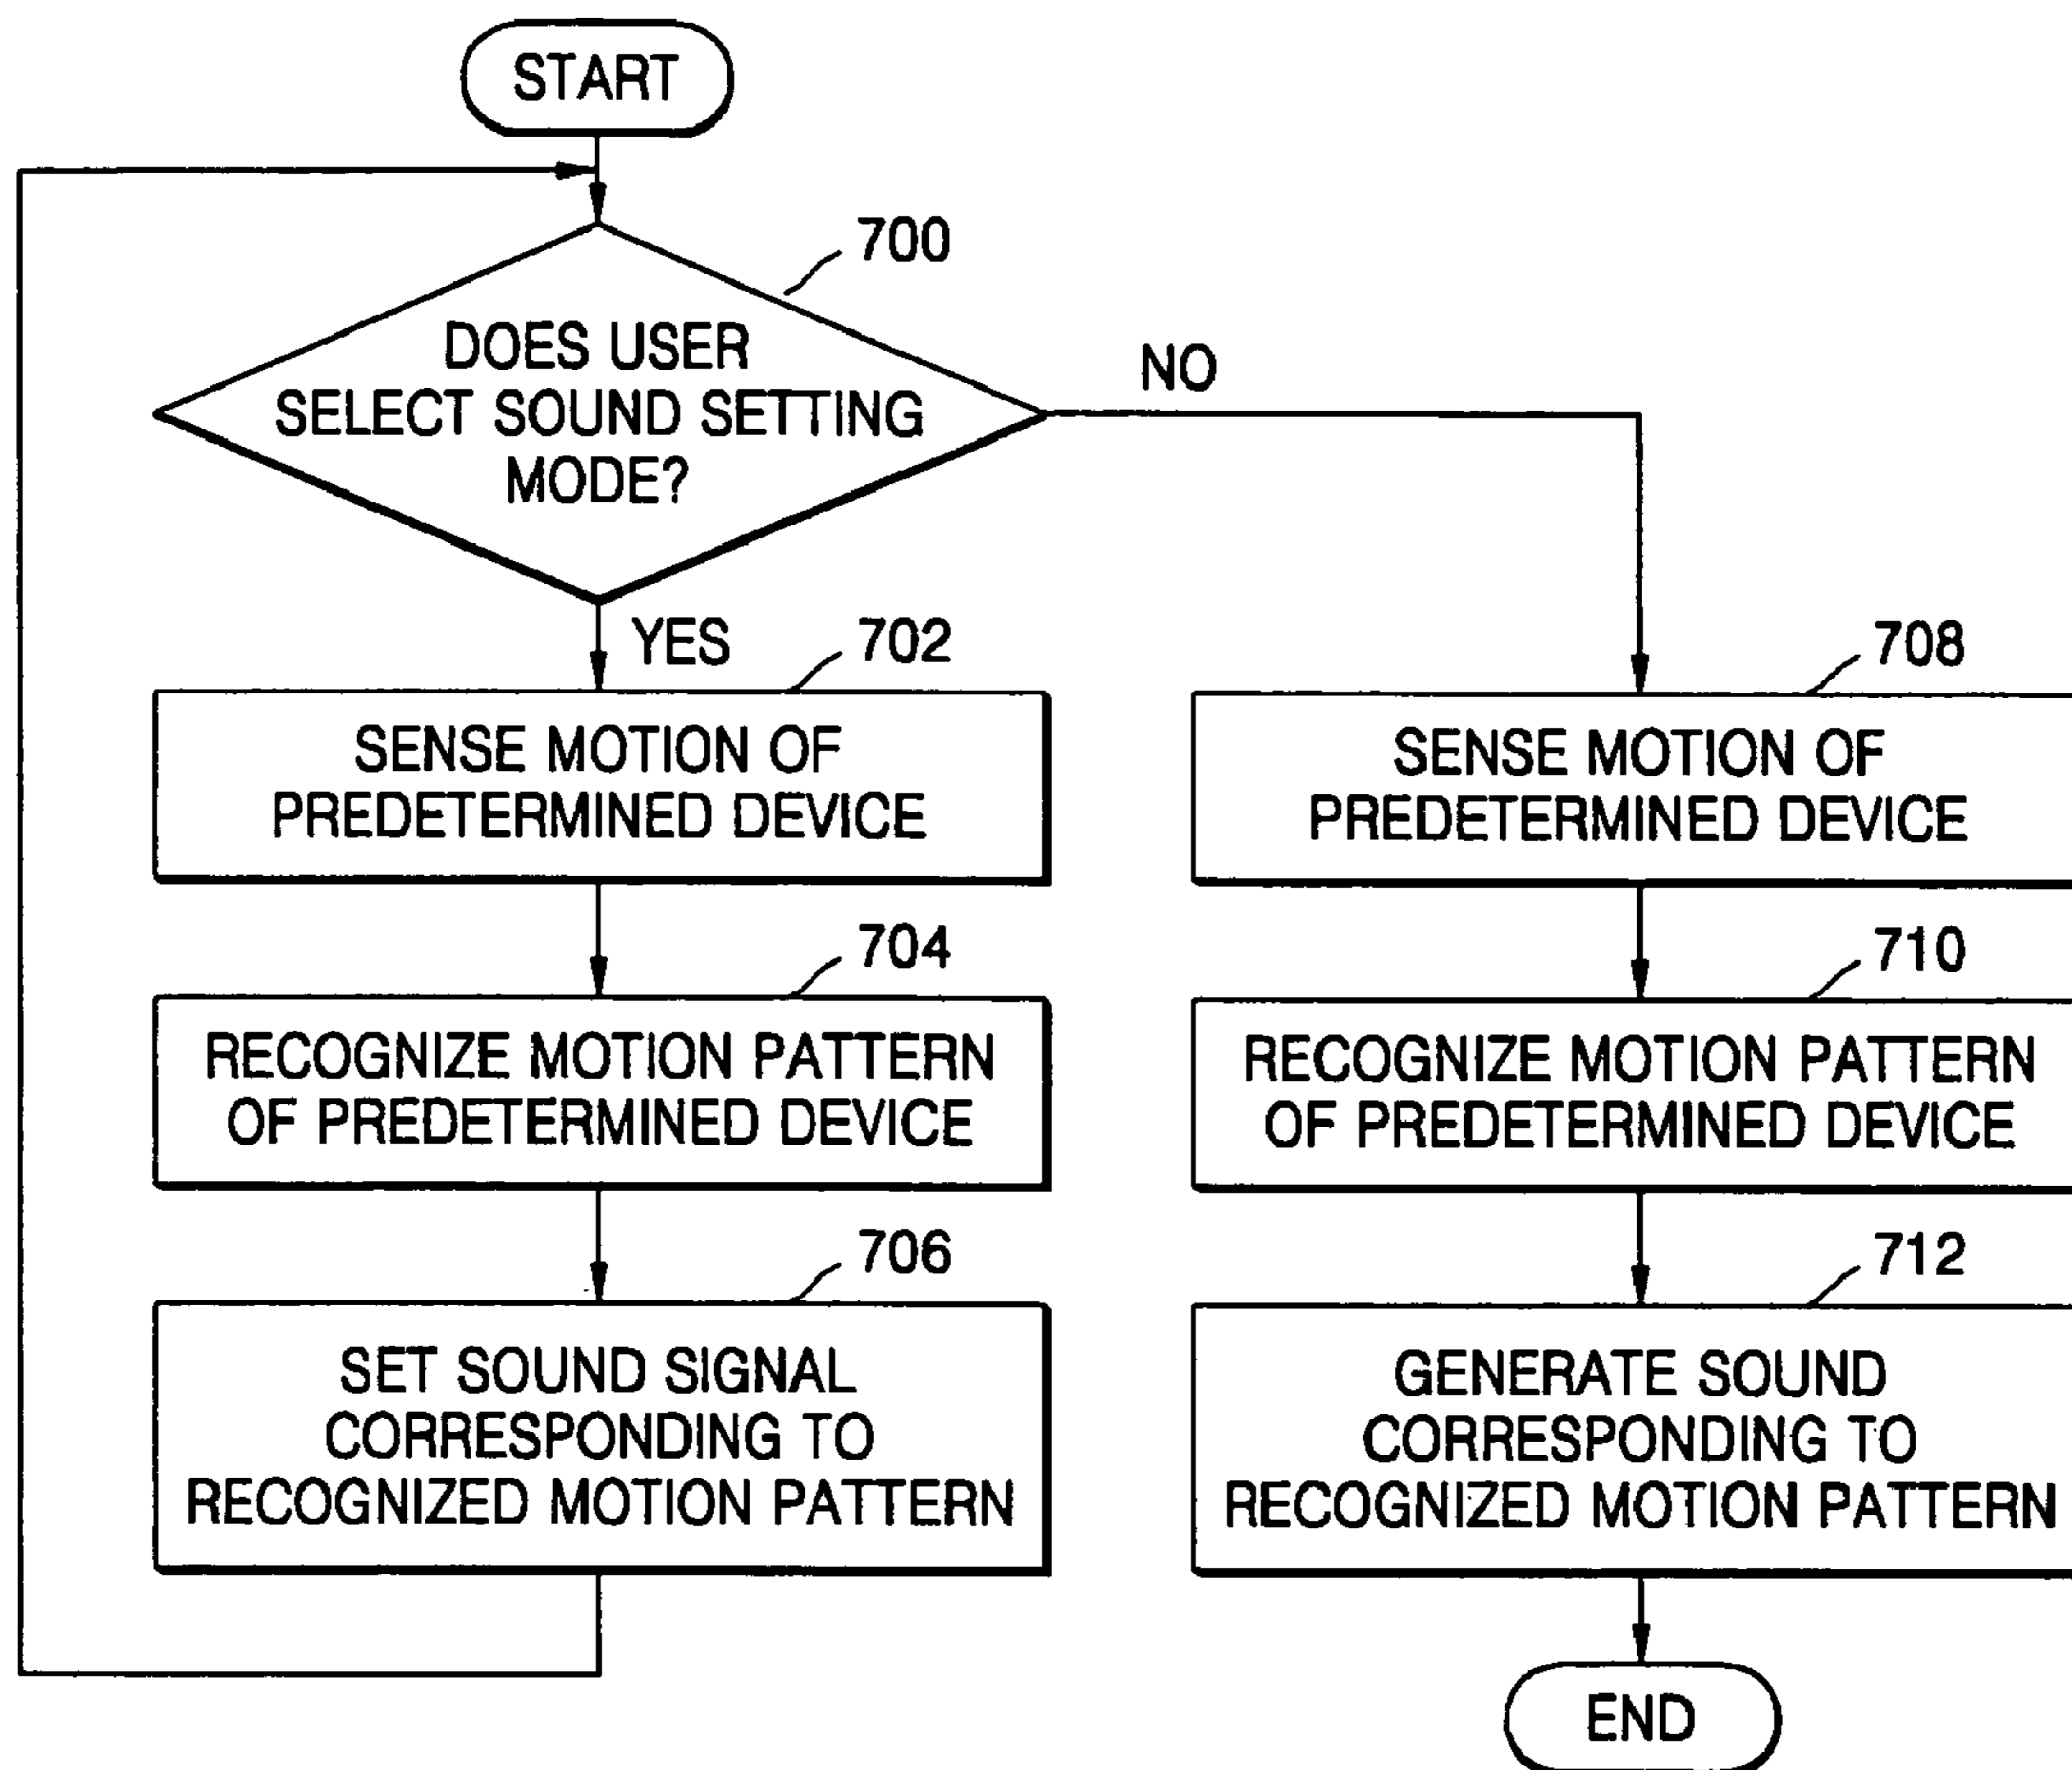 START
700
DOES USER
SELECT SOUND SETTING
MODE?
NO
YES
702
SENSE MOTION OF
PREDETERMINED DEVICE
704
RECOGNIZE MOTION PATTERN
OF PREDETERMINED DEVICE
706
SET SOUND SIGNAL
CORRESPONDING TO
RECOGNIZED MOTION PATTERN
708
SENSE MOTION OF
PREDETERMINED DEVICE
710
RECOGNIZE MOTION PATTERN
OF PREDETERMINED DEVICE
712
GENERATE SOUND
CORRESPONDING TO
RECOGNIZED MOTION PATTERN
END